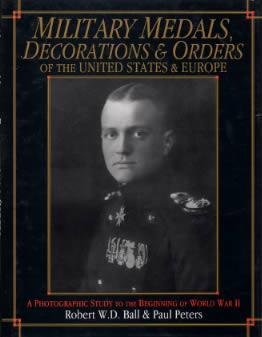 MILITARY MEDALS,
DECORATIONS & ORDERS
OF THE UNITED STATES & EUROPE
A PHOTOGRAPHIC STUDY TO THE BEGINNING OF WORLD WAR II
Robert W.D. Ball & Paul Peters